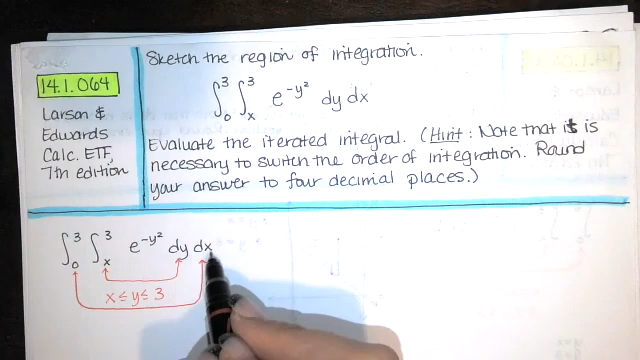 14.1.064
Larson &
Edwards
Calc. ETF,
7th edition
Sketch the region of integration.
∫₀³ ∫ₓ³ e^(-y²) dy dx
Evaluate the iterated integral. (Hint: Note that it is
necessary to switch the order of integration. Round
your answer to four decimal places.)
∫₀³ ∫ₓ³ e^(-y²) dy dx
x ≤ y ≤ 3